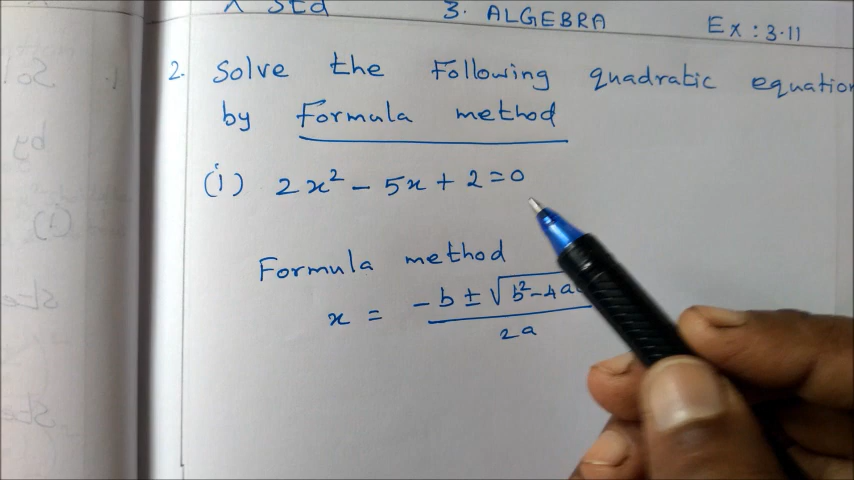 X Std 3. ALGEBRA Ex: 3.11
2. Solve the Following quadratic equation
by Formula method
(i) 2x² - 5x + 2 = 0
Formula method
x = -b ± √b²-4a
2a